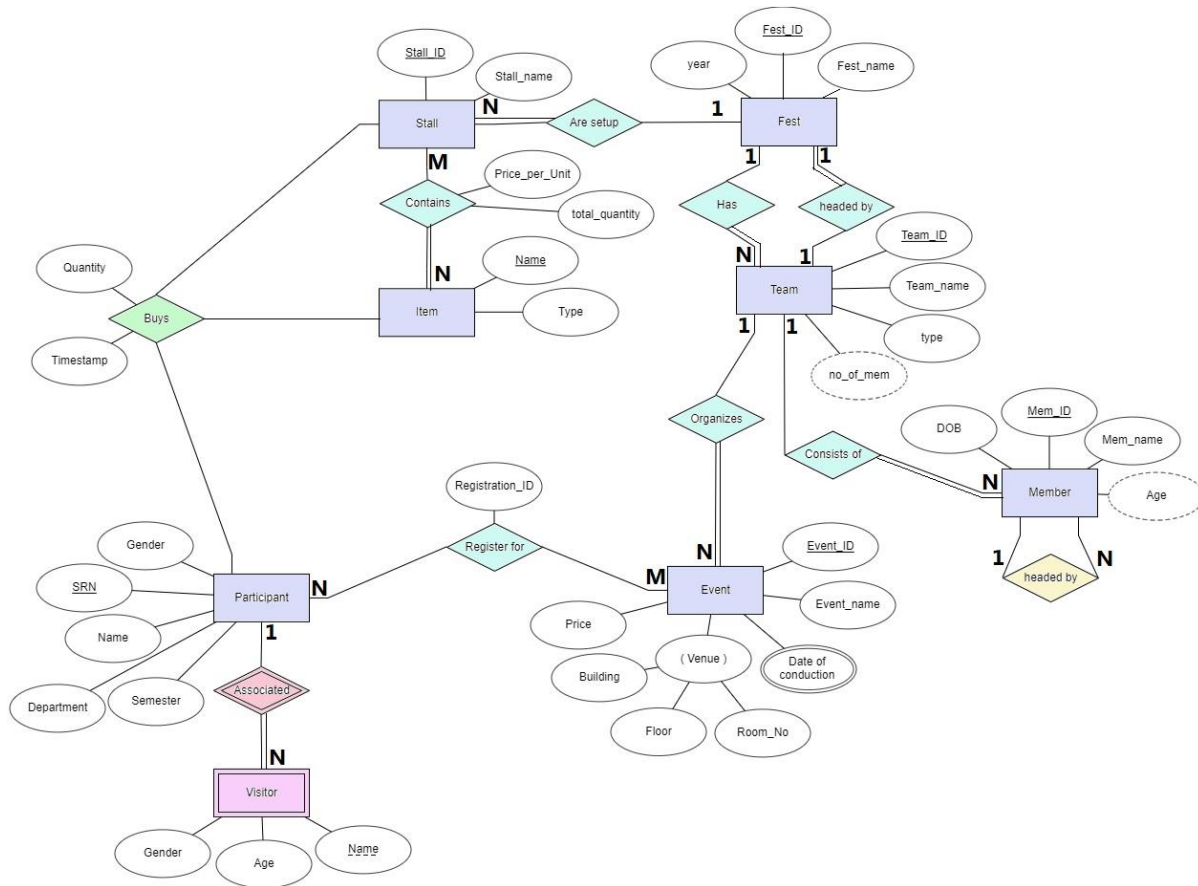 Fest_ID
Stall_ID
year
Fest_name
Stall_name
N
1
Stall
Are setup
Fest
M
1
1
Price_per_Unit
Contains
Has
headed by
total_quantity
Team_ID
Name
N
N
1
Quantity
Team_name
Team
Buys
Item
Type
1
1
type
Timestamp
no_of_mem
Mem_ID
Organizes
DOB
Mem_name
Consists of
Registration_ID
N
Member
Age
Gender
Register for
Event_ID
N
1
headed by
N
SRN
M
N
Participant
Event
Event_name
Price
Name
1
( Venue )
Date of
conduction
Building
Associated
Department
Semester
Floor
Room_No
N
Visitor
Gender
Age
Name